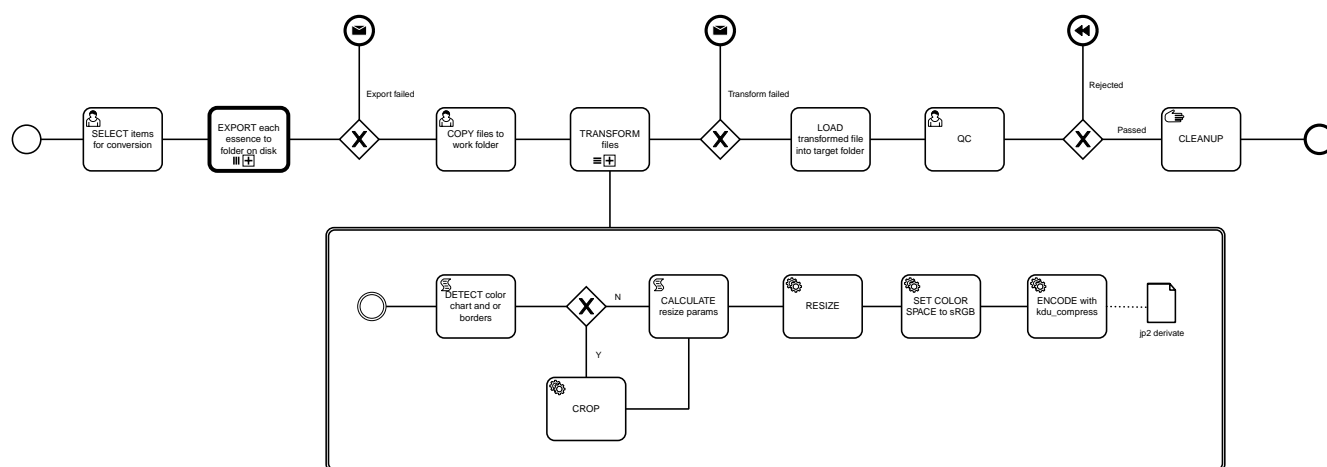 Export failed
Transform failed
Rejected
SELECT items
for conversion
EXPORT each
essence to
folder on disk
X
COPY files to
work folder
TRANSFORM
files
X
LOAD
transformed file
into target folder
QC
X
Passed
CLEANUP
DETECT color
chart and or
borders
X
N
CALCULATE
resize params
RESIZE
SET COLOR
SPACE to sRGB
ENCODE with
kdu_compress
jp2 derivate
Y
CROP